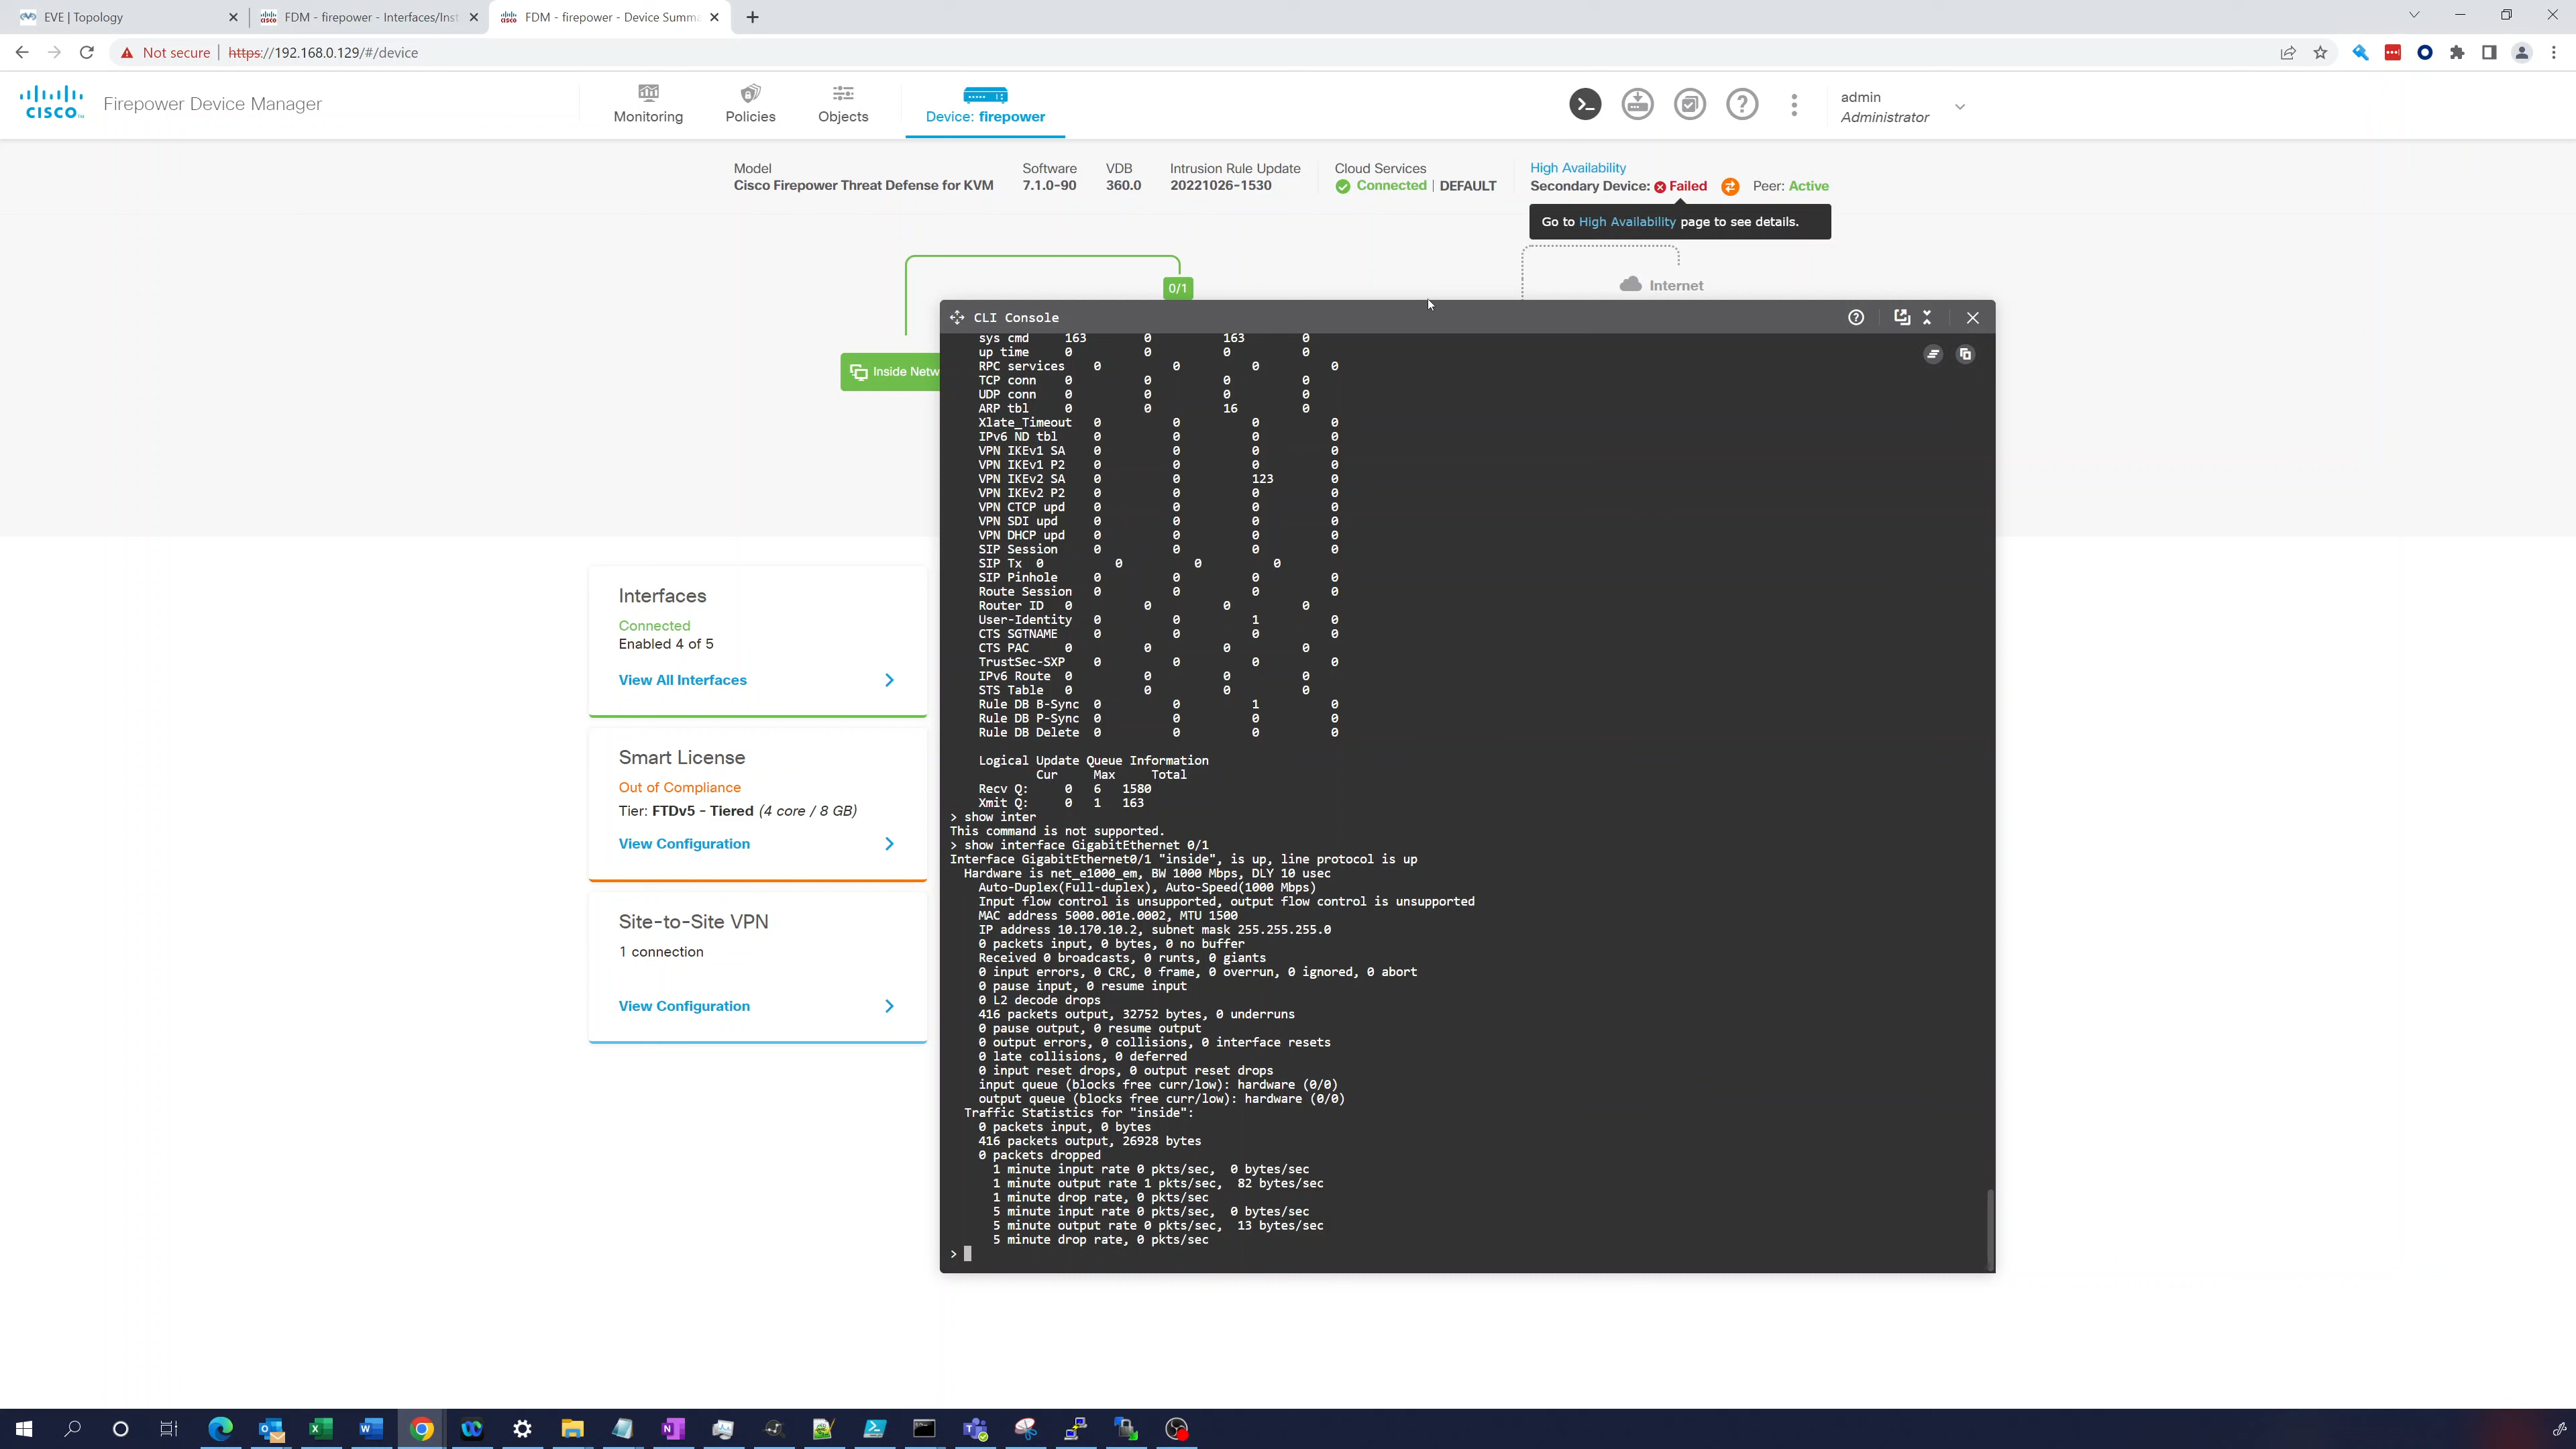 EVE | Topology
FDM - firepower - Interfaces/Inst
FDM - firepower - Device Summa
Not secure
https://192.168.0.129/#/device
CISCO
Firepower Device Manager
Monitoring
Policies
Objects
Device: firepower
admin
Administrator
Model
Cisco Firepower Threat Defense for KVM
Software
7.1.0-90
VDB
360.0
Intrusion Rule Update
20221026-1530
Cloud Services
Connected | DEFAULT
High Availability
Secondary Device: Failed Peer: Active
Go to High Availability page to see details.
0/1
Internet
Inside Netw
Interfaces
Connected
Enabled 4 of 5
View All Interfaces
Smart License
Out of Compliance
Tier: FTDv5 - Tiered (4 core / 8 GB)
View Configuration
Site-to-Site VPN
1 connection
View Configuration
CLI Console
sys cmd 163 0 163 0
up time 0 0 0 0
RPC services 0 0 0 0
TCP conn 0 0 0 0
UDP conn 0 0 0 0
ARP tbl 0 0 16 0
Xlate_Timeout 0 0 0 0
IPv6 ND tbl 0 0 0 0
VPN IKEv1 SA 0 0 0 0
VPN IKEv1 P2 0 0 0 0
VPN IKEv2 SA 0 0 123 0
VPN IKEv2 P2 0 0 0 0
VPN CTCP upd 0 0 0 0
VPN SDI upd 0 0 0 0
VPN DHCP upd 0 0 0 0
SIP Session 0 0 0 0
SIP Tx 0 0 0 0
SIP Pinhole 0 0 0 0
Route Session 0 0 0 0
Router ID 0 0 0 0
User-Identity 0 0 1 0
CTS SGTNAME 0 0 0 0
CTS PAC 0 0 0 0
TrustSec-SXP 0 0 0 0
IPv6 Route 0 0 0 0
STS Table 0 0 0 0
Rule DB B-Sync 0 0 1 0
Rule DB P-Sync 0 0 0 0
Rule DB Delete 0 0 0 0
Logical Update Queue Information
Cur Max Total
Recv Q: 0 6 1580
Xmit Q: 0 1 163
> show inter
This command is not supported.
> show interface GigabitEthernet 0/1
Interface GigabitEthernet0/1 "inside", is up, line protocol is up
Hardware is net_e1000_em, BW 1000 Mbps, DLY 10 usec
Auto-Duplex(Full-duplex), Auto-Speed(1000 Mbps)
Input flow control is unsupported, output flow control is unsupported
MAC address 5000.001e.0002, MTU 1500
IP address 10.170.10.2, subnet mask 255.255.255.0
0 packets input, 0 bytes, 0 no buffer
Received 0 broadcasts, 0 runts, 0 giants
0 input errors, 0 CRC, 0 frame, 0 overrun, 0 ignored, 0 abort
0 pause input, 0 resume input
0 L2 decode drops
416 packets output, 32752 bytes, 0 underruns
0 pause output, 0 resume output
0 output errors, 0 collisions, 0 interface resets
0 late collisions, 0 deferred
0 input reset drops, 0 output reset drops
input queue (blocks free curr/low): hardware (0/0)
output queue (blocks free curr/low): hardware (0/0)
Traffic Statistics for "inside":
0 packets input, 0 bytes
416 packets output, 26928 bytes
0 packets dropped
1 minute input rate 0 pkts/sec, 0 bytes/sec
1 minute output rate 1 pkts/sec, 82 bytes/sec
1 minute drop rate, 0 pkts/sec
5 minute input rate 0 pkts/sec, 0 bytes/sec
5 minute output rate 0 pkts/sec, 13 bytes/sec
5 minute drop rate, 0 pkts/sec
>